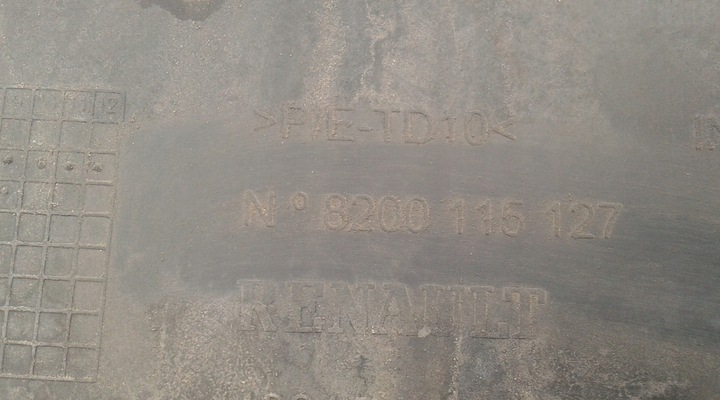 >P/E-TD10<
N° 8200 115 127
RENAULT